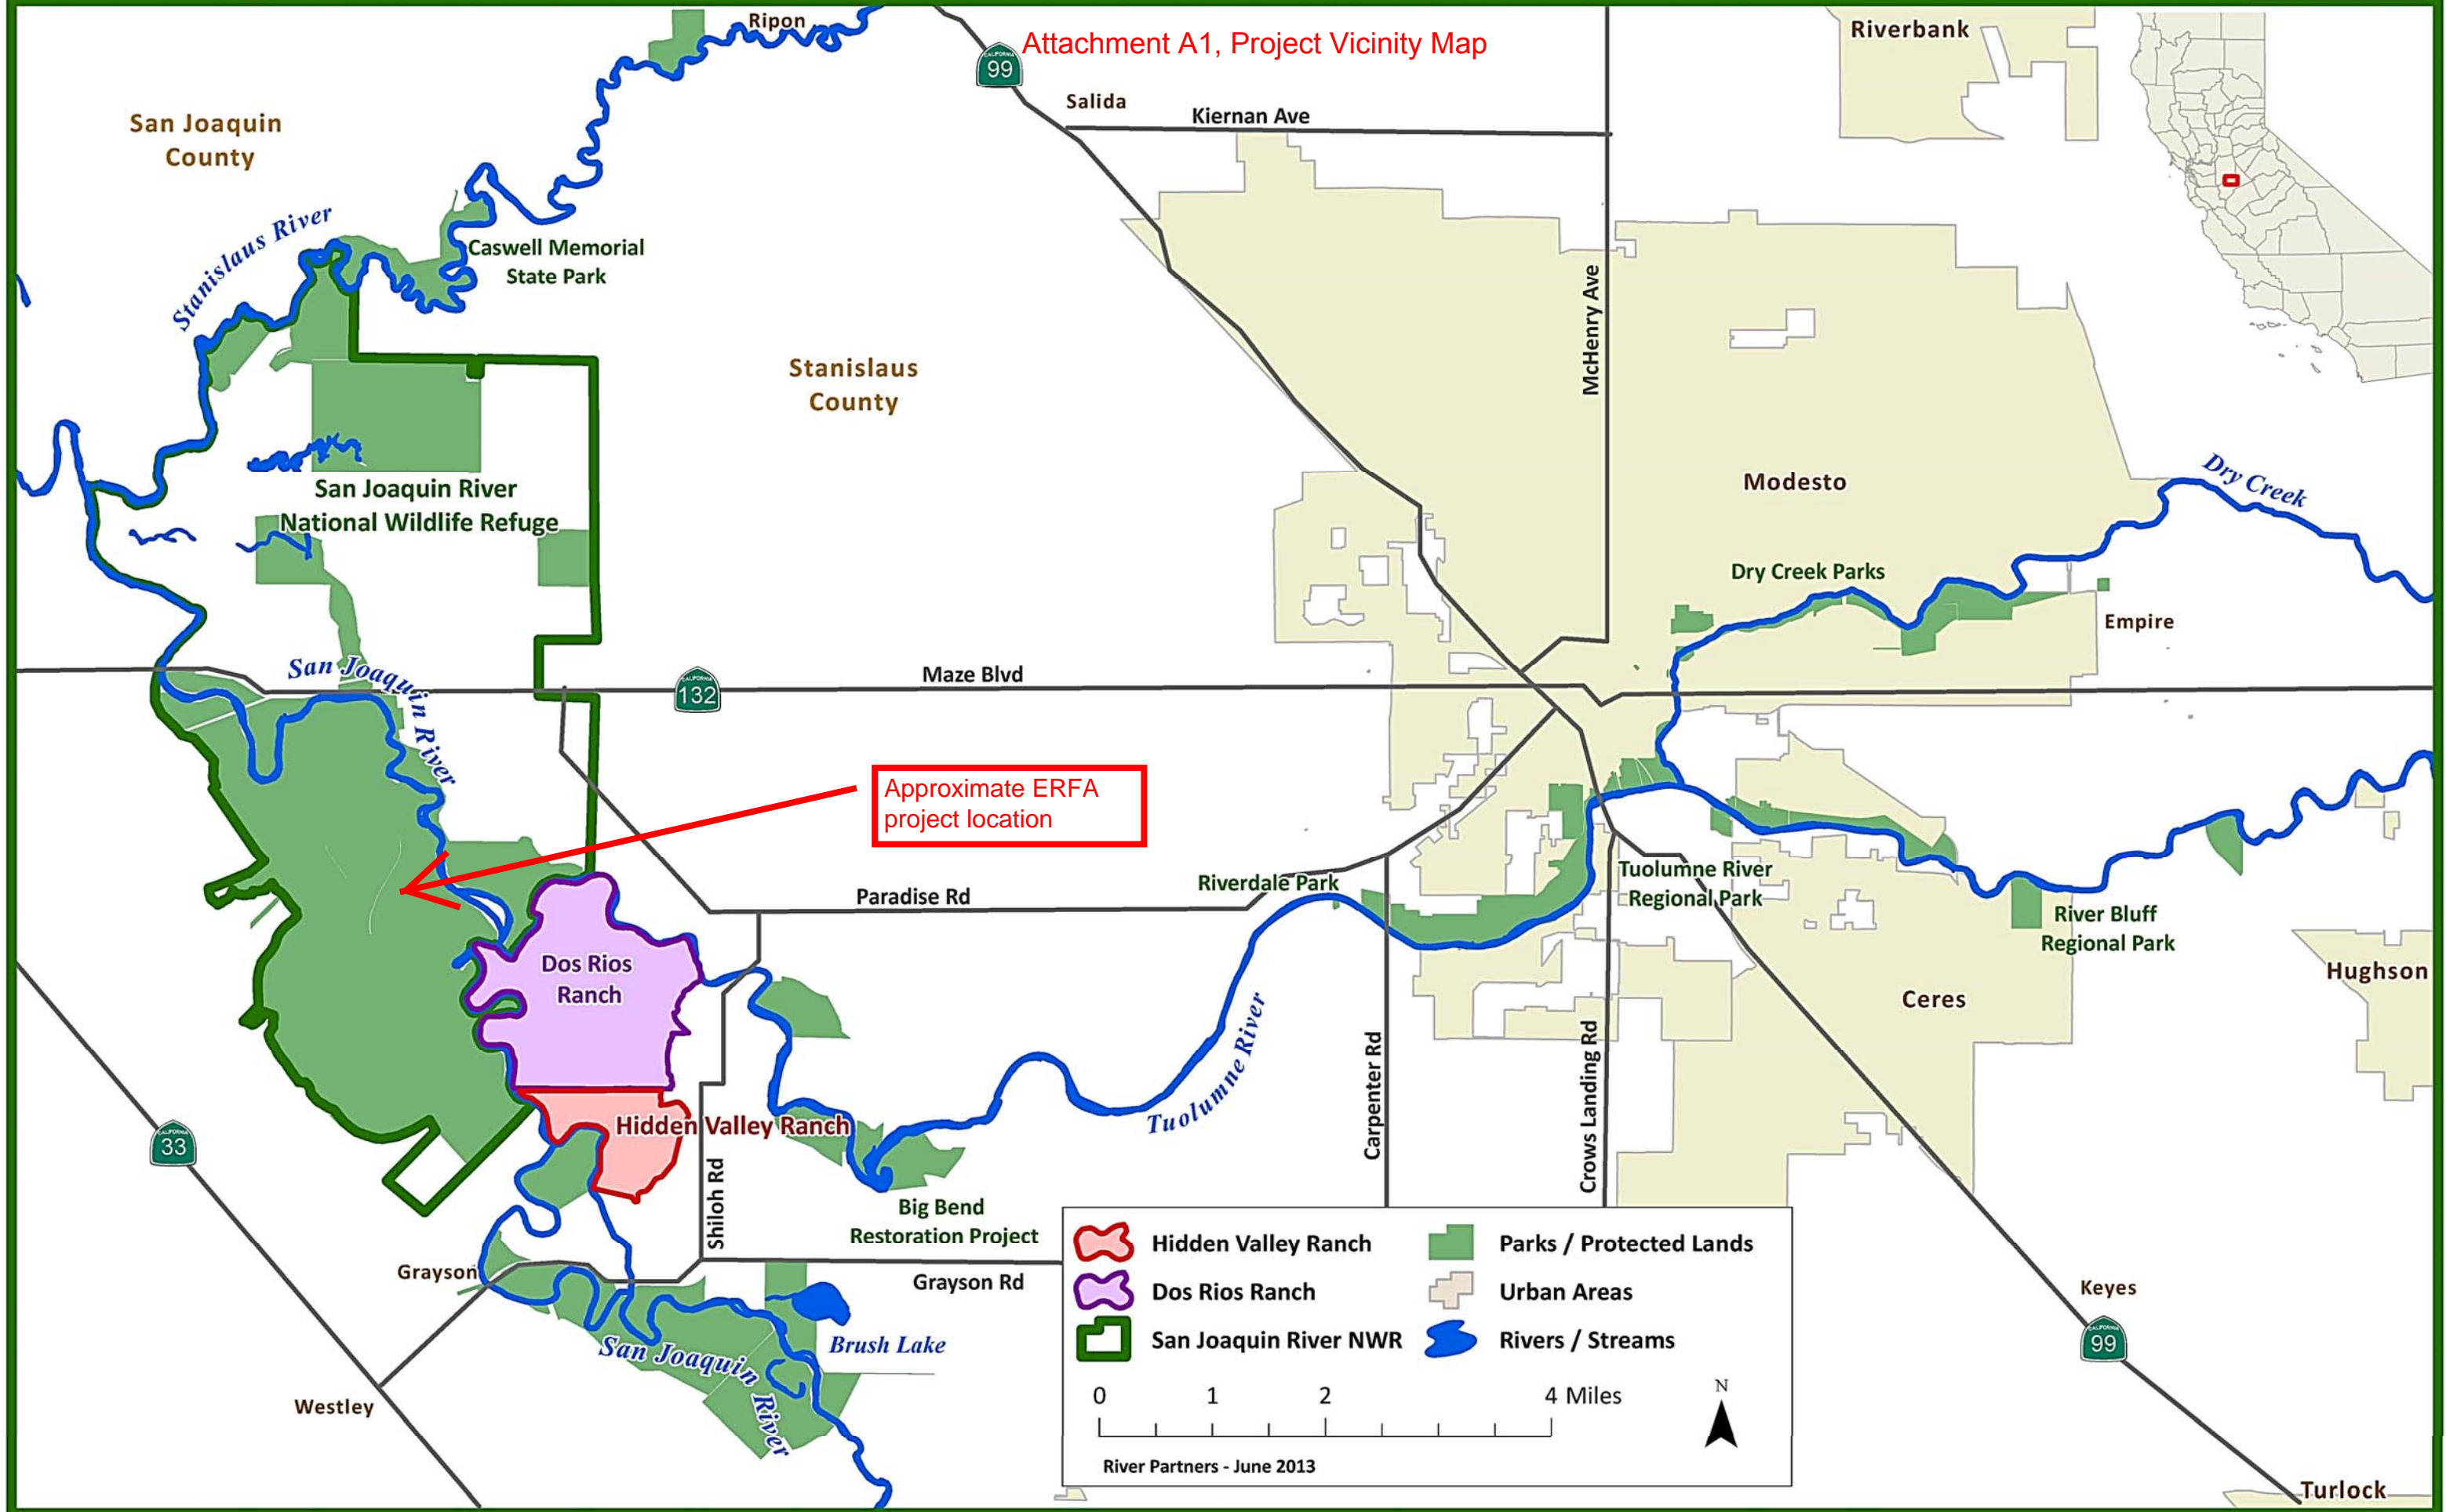 Ripon
CALIFORNIA
99
Attachment A1, Project Vicinity Map
Riverbank
Salida
Kiernan Ave
San Joaquin
County
Stanislaus River
Caswell Memorial
State Park
McHenry Ave
Stanislaus
County
San Joaquin River
National Wildlife Refuge
Modesto
Dry Creek
Dry Creek Parks
Empire
San Joaquin River
CALIFORNIA
132
Maze Blvd
Approximate ERFA
project location
Paradise Rd
Riverdale Park
Tuolumne River
Regional Park
River Bluff
Regional Park
Dos Rios
Ranch
Hughson
Ceres
Tuolumne River
Carpenter Rd
Crows Landing Rd
CALIFORNIA
33
Hidden Valley Ranch
Shiloh Rd
Big Bend
Restoration Project
Grayson
Grayson Rd
Brush Lake
San Joaquin River
Westley
Keyes
CALIFORNIA
99
Turlock
Hidden Valley Ranch
Parks / Protected Lands
Dos Rios Ranch
Urban Areas
San Joaquin River NWR
Rivers / Streams
0 1 2 4 Miles
N
River Partners - June 2013